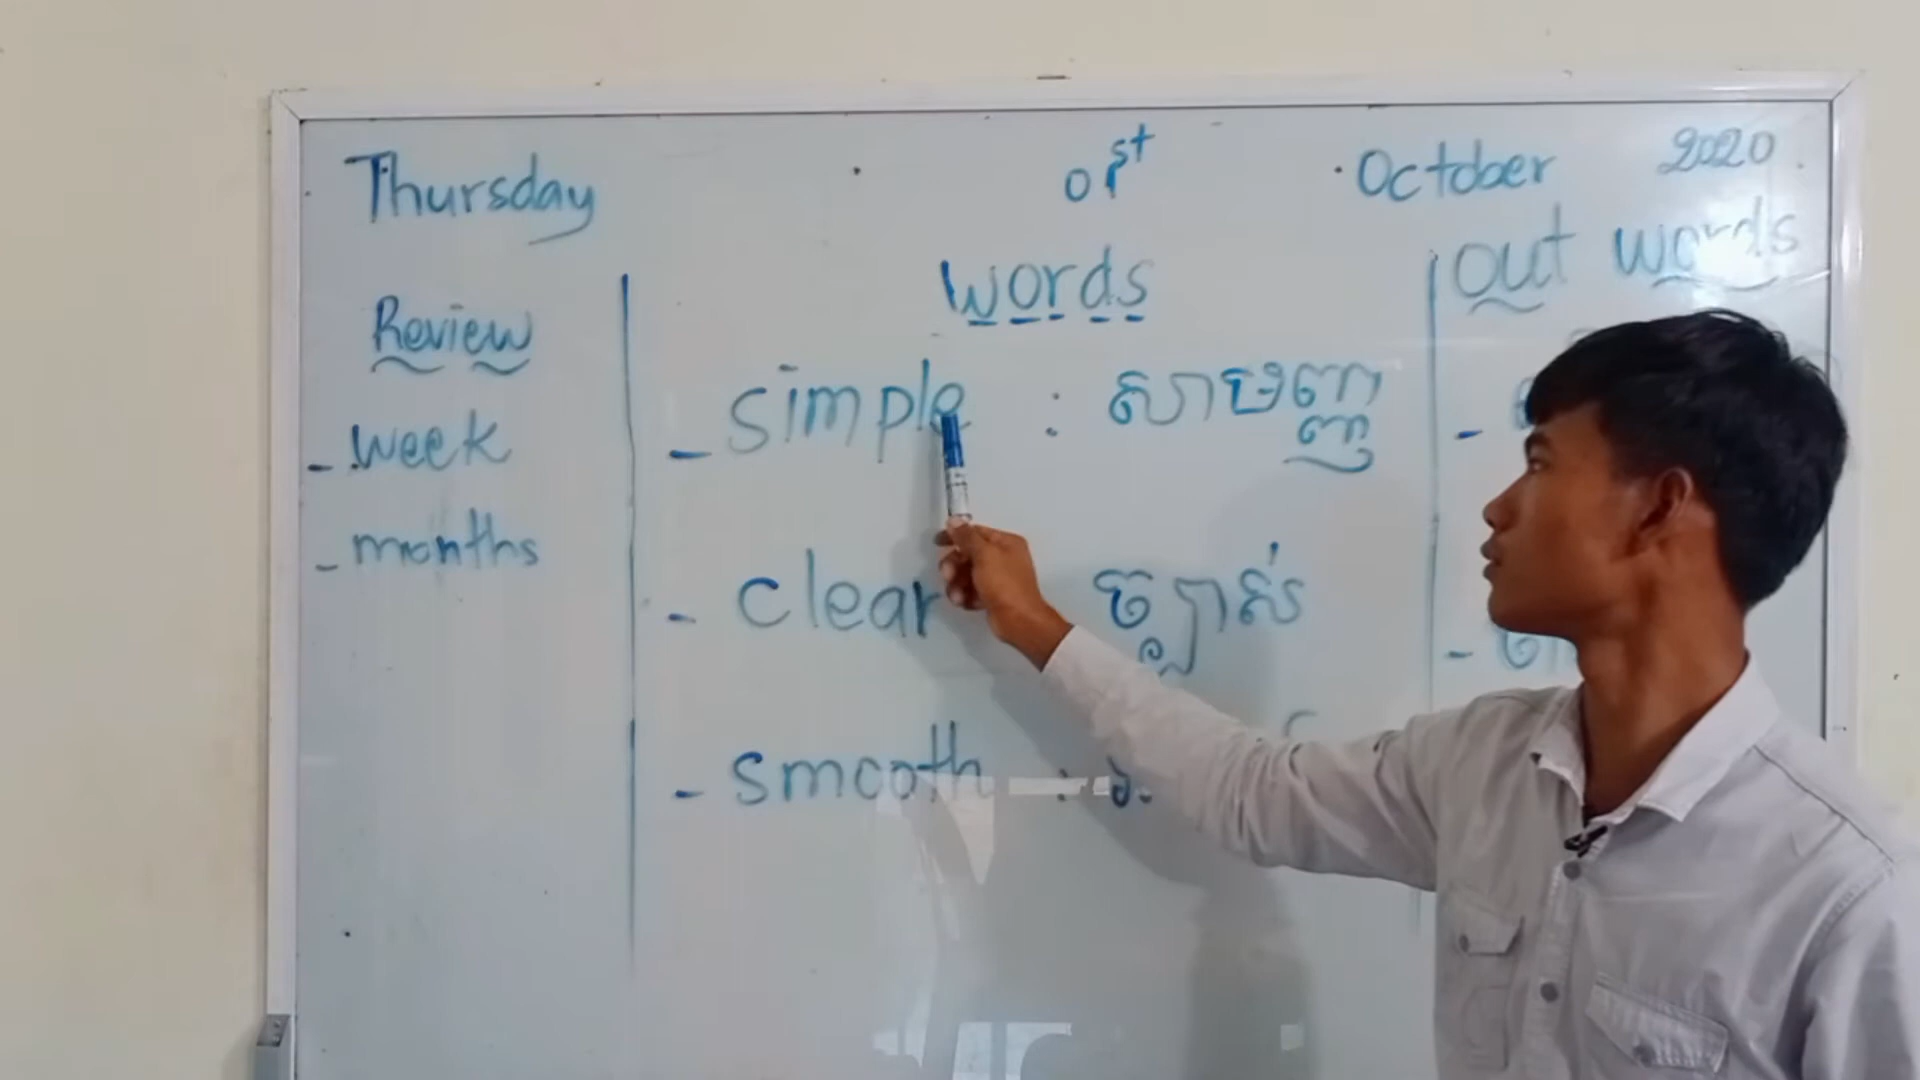 Thursday 01st October 2020
Review
- week
- months
words
- simple : សាមញ្ញ
- clear ច្បាស់
- smooth :
out words